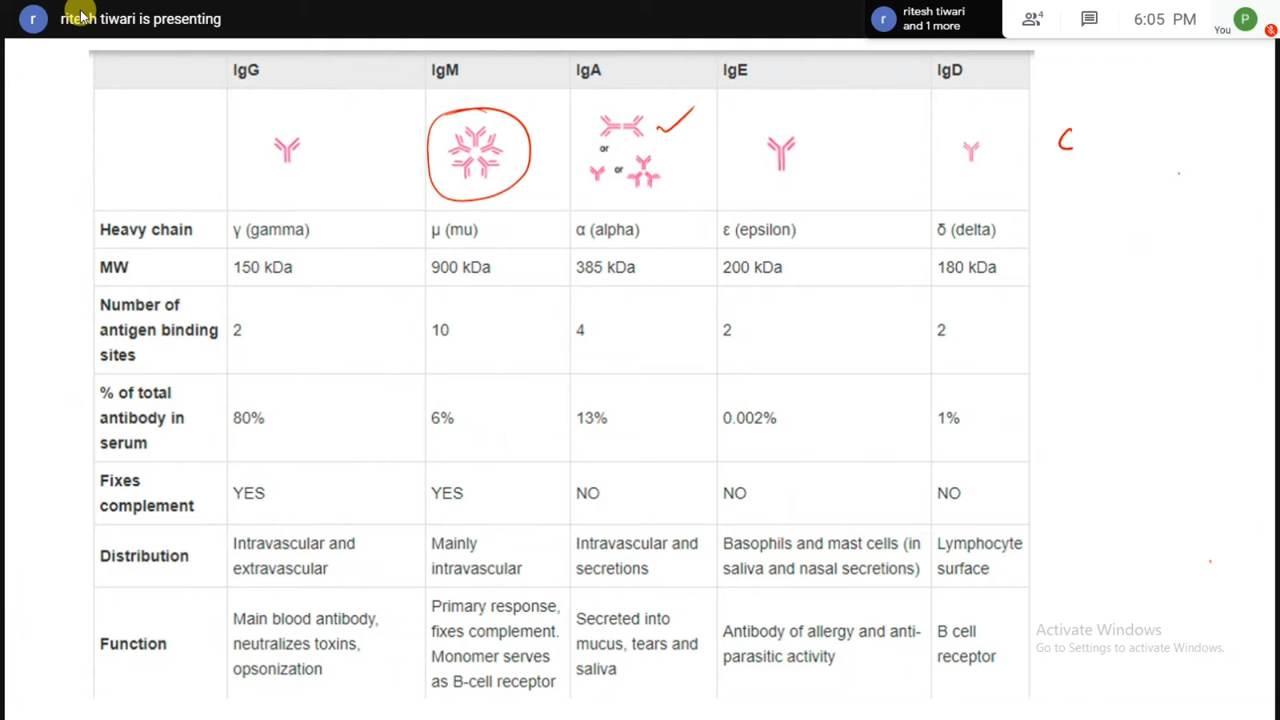 r ritesh tiwari is presenting
r ritesh tiwari
and 1 more
4
6:05 PM
You
P
IgG IgM IgA IgE IgD
or
or
Heavy chain γ (gamma) μ (mu) α (alpha) ε (epsilon) δ (delta)
MW 150 kDa 900 kDa 385 kDa 200 kDa 180 kDa
Number of
antigen binding 2 10 4 2 2
sites
% of total
antibody in 80% 6% 13% 0.002% 1%
serum
Fixes
complement YES YES NO NO NO
Distribution Intravascular and Mainly Intravascular and Basophils and mast cells (in Lymphocyte
extravascular intravascular secretions saliva and nasal secretions) surface
Function Main blood antibody, Primary response, Secreted into Antibody of allergy and anti- B cell
neutralizes toxins, fixes complement. mucus, tears and parasitic activity receptor
opsonization Monomer serves saliva
as B-cell receptor
Activate Windows
Go to Settings to activate Windows.